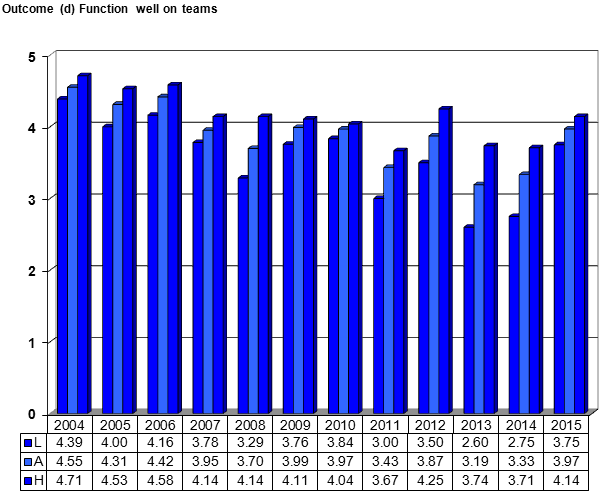 Outcome (d) Function well on teams
5
4
3
2
1
0
2004 2005 2006 2007 2008 2009 2010 2011 2012 2013 2014 2015
L 4.39 4.00 4.16 3.78 3.29 3.76 3.84 3.00 3.50 2.60 2.75 3.75
A 4.55 4.31 4.42 3.95 3.70 3.99 3.97 3.43 3.87 3.19 3.33 3.97
H 4.71 4.53 4.58 4.14 4.14 4.11 4.04 3.67 4.25 3.74 3.71 4.14